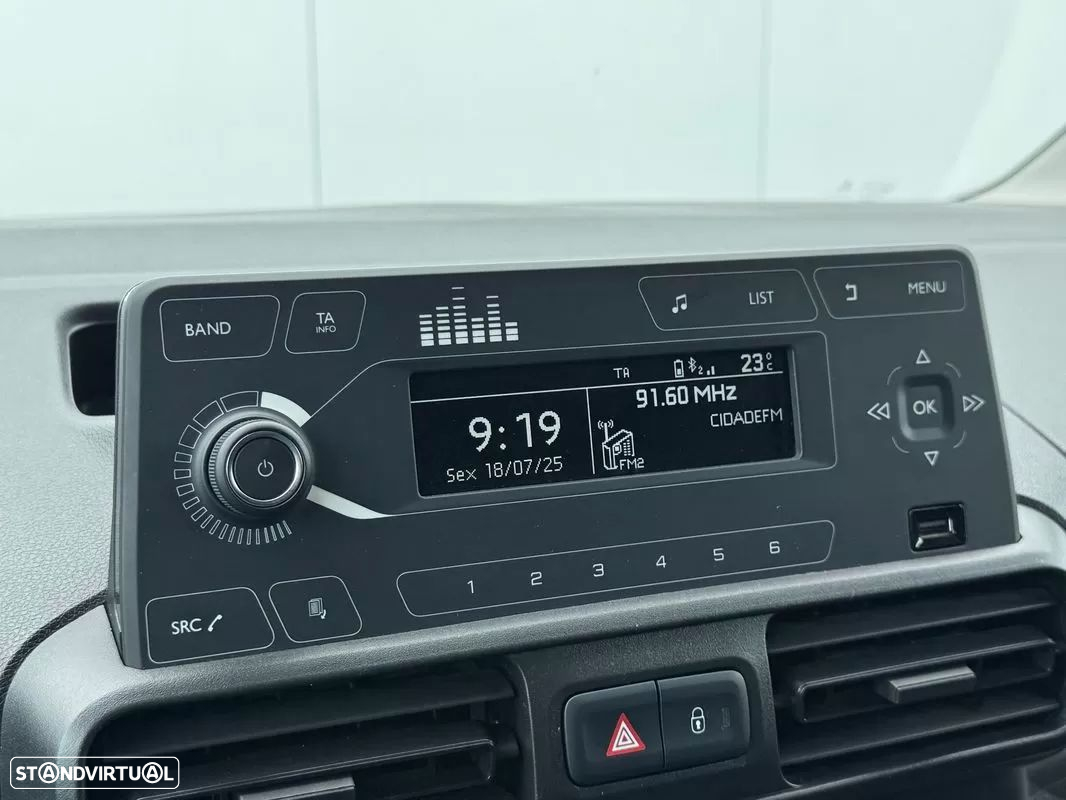 BAND
TA
INFO
LIST
MENU
TA
2
23°C
91.60 MHz
CIDADEFM
9:19
Sex 18/07/25
FM2
OK
1 2 3 4 5 6
SRC
STANDVIRTUAL